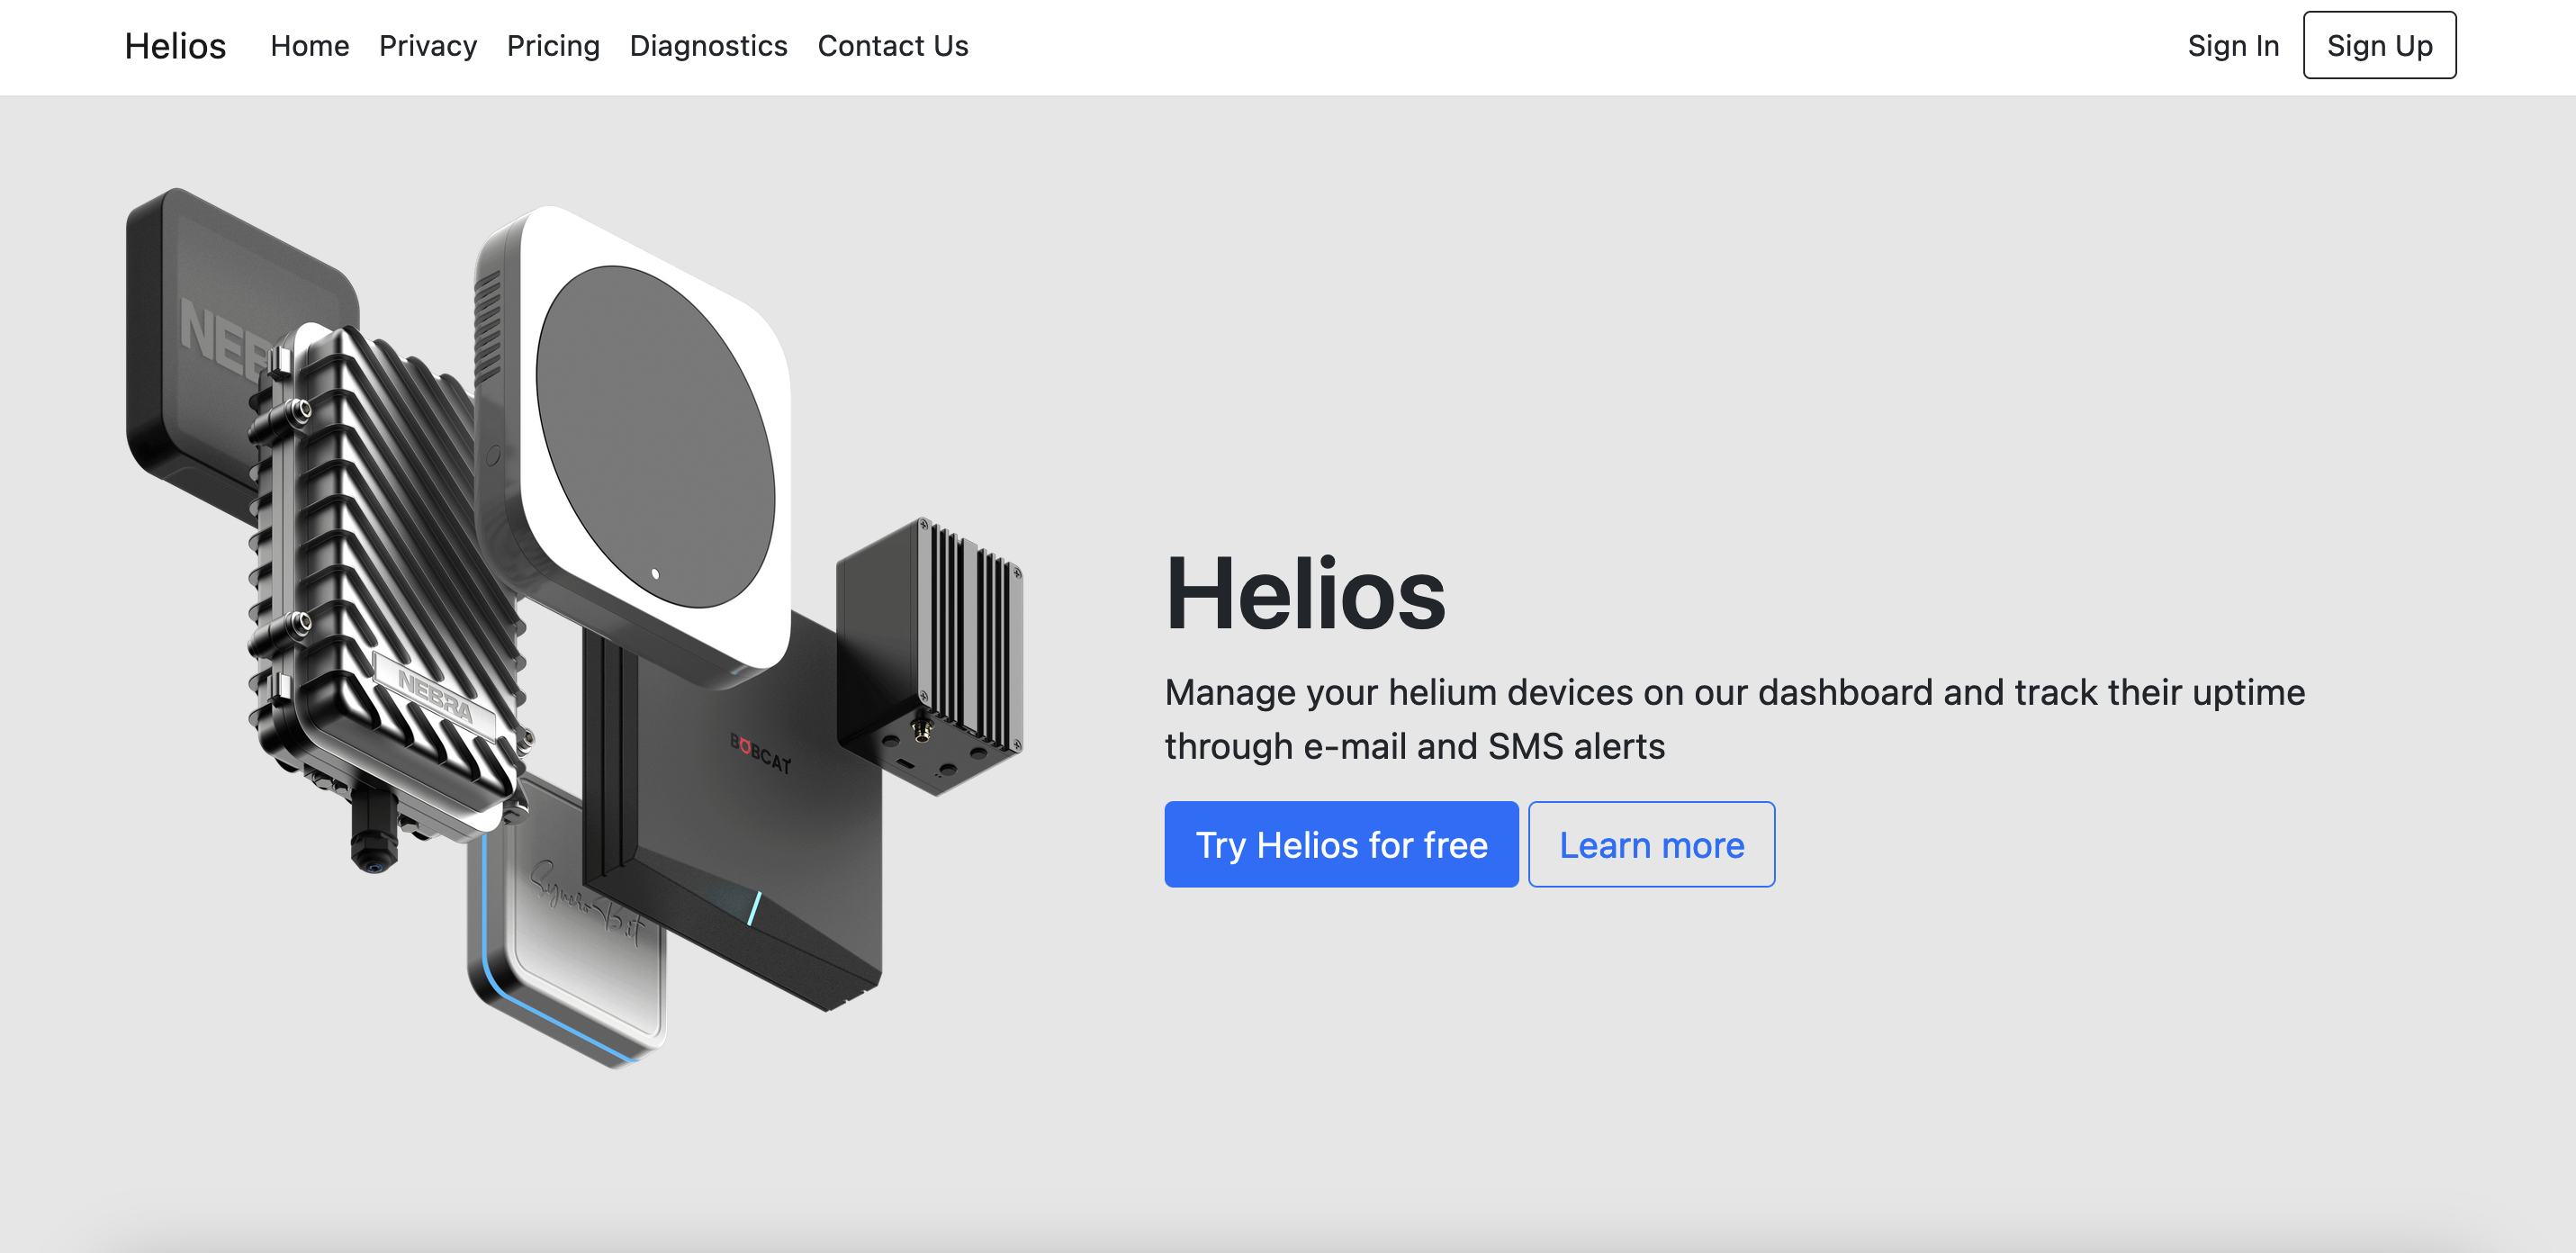 Helios
Home
Privacy
Pricing
Diagnostics
Contact Us
Sign In
Sign Up
NEB
NEBRA
BOBCAT
SyncroBit
Helios
Manage your helium devices on our dashboard and track their uptime
through e-mail and SMS alerts
Try Helios for free
Learn more